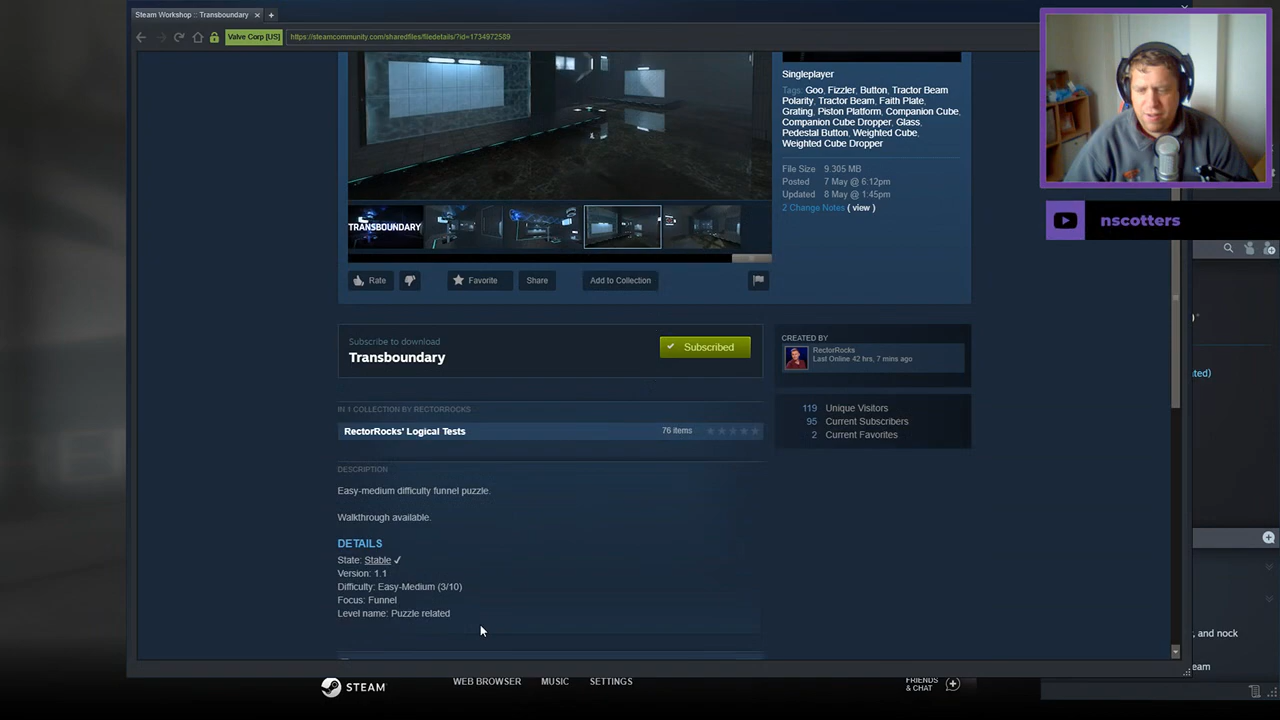 Steam Workshop :: Transboundary
Valve Corp [US]
https://steamcommunity.com/sharedfiles/filedetails/?id=1734972589
nscotters
Singleplayer
Tags: Goo, Fizzler, Button, Tractor Beam
Polarity, Tractor Beam, Faith Plate,
Grating, Piston Platform, Companion Cube,
Companion Cube Dropper, Glass,
Pedestal Button, Weighted Cube,
Weighted Cube Dropper
File Size 9.305 MB
Posted 7 May @ 6:12pm
Updated 8 May @ 1:45pm
2 Change Notes ( view )
TRANSBOUNDARY
Rate
Favorite
Share
Add to Collection
Subscribe to download
Transboundary
Subscribed
CREATED BY
RectorRocks
Last Online 42 hrs, 7 mins ago
119 Unique Visitors
95 Current Subscribers
2 Current Favorites
IN 1 COLLECTION BY RECTORROCKS
RectorRocks' Logical Tests
76 items
DESCRIPTION
Easy-medium difficulty funnel puzzle.
Walkthrough available.
DETAILS
State: Stable ✓
Version: 1.1
Difficulty: Easy-Medium (3/10)
Focus: Funnel
Level name: Puzzle related
ted)
, and nock
eam
STEAM
WEB BROWSER
MUSIC
SETTINGS
FRIENDS
& CHAT